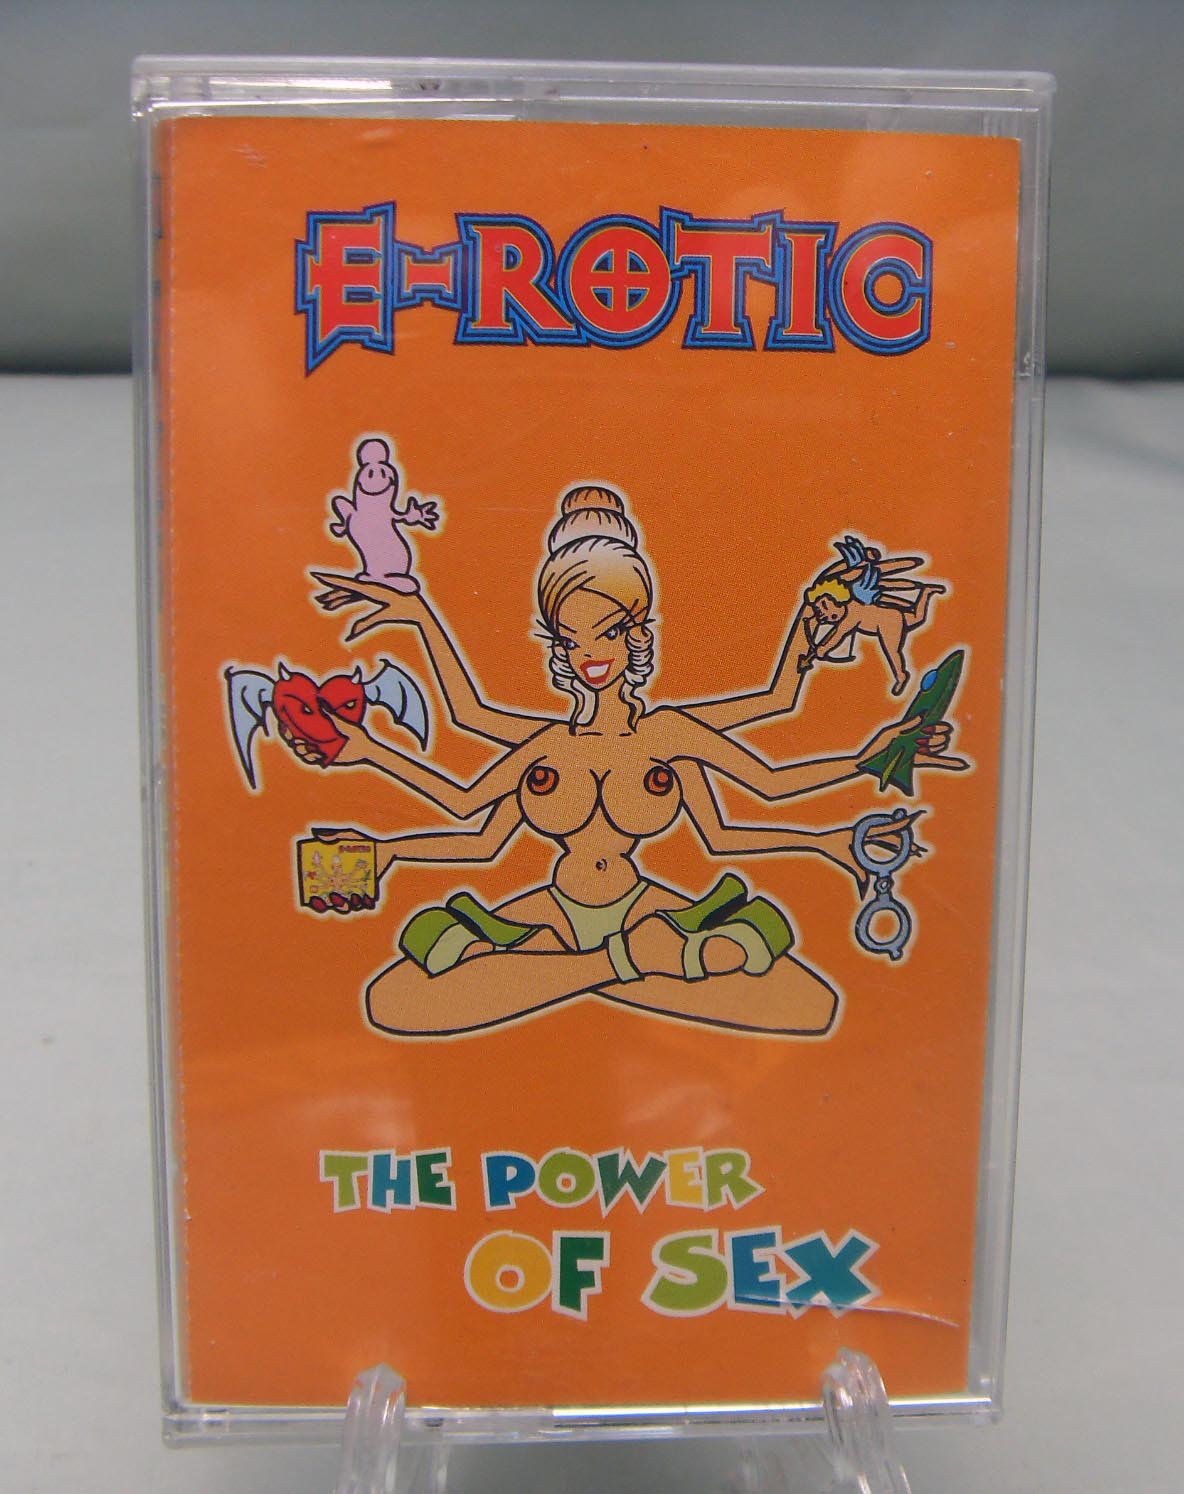 E-ROTIC
THE POWER
OF SEX